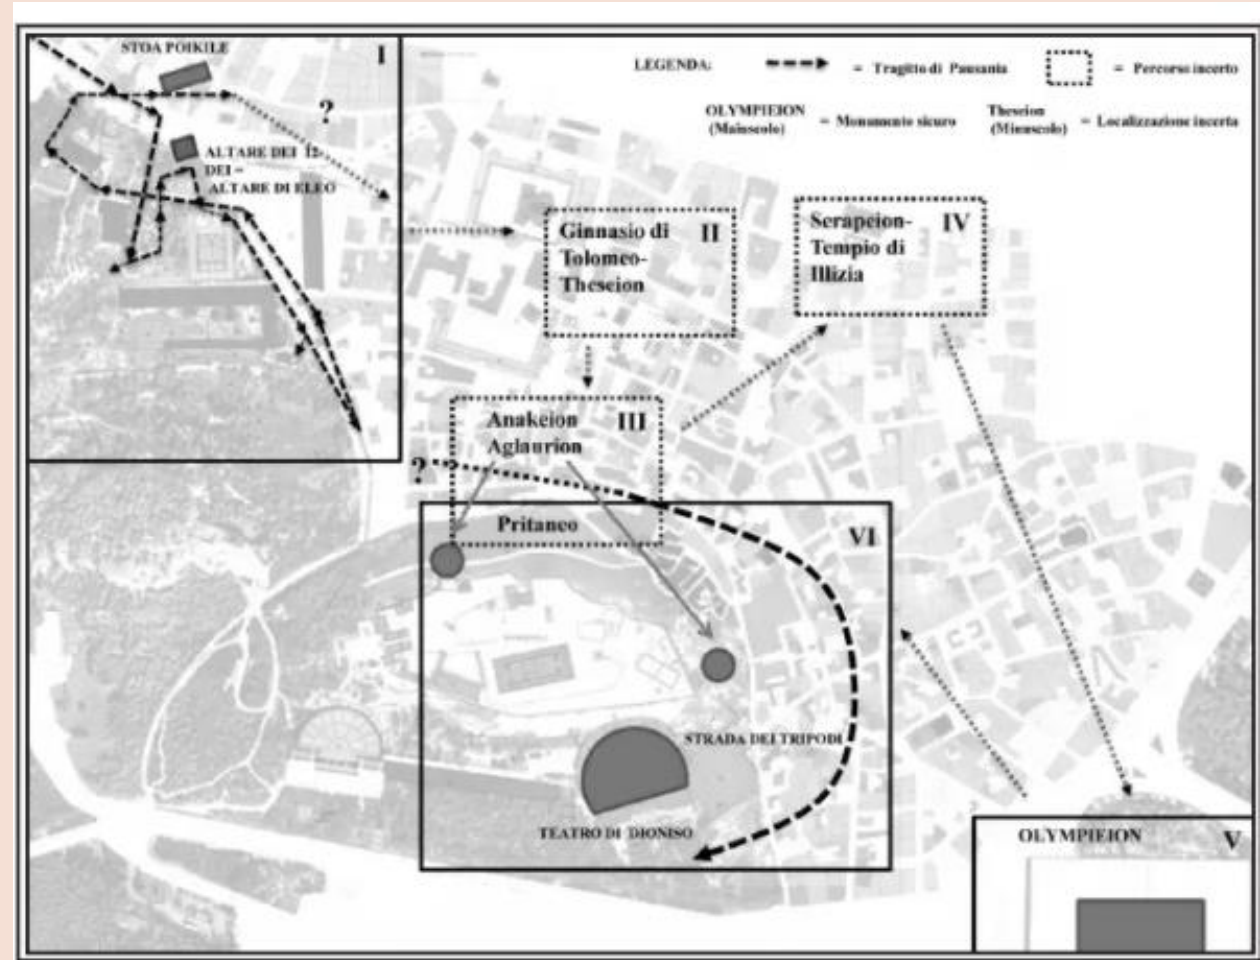 STOA POIKILE
I
?
ALTARE DEI 12
DEI =
ALTARE DI ELEO
LEGENDA:
= Tragitto di Pausania
= Percorso incerto
OLYMPIEION
(Maiuscolo)
= Monumento sicuro
Theseion
(Minuscolo)
= Localizzazione incerta
Ginnasio di
Tolomeo-
Theseion
II
Serapeion-
Tempio di
Illizia
IV
Anakeion
Aglaurion
III
?
Pritaneo
VI
STRADA DEI TRIPODI
TEATRO DI DIONISO
OLYMPIEION
V